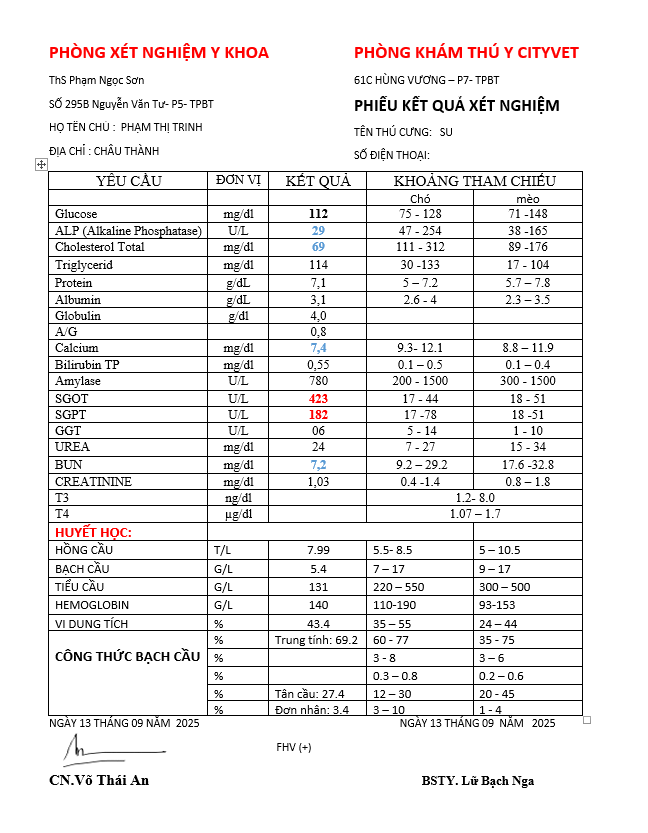 PHÒNG XÉT NGHIỆM Y KHOA PHÒNG KHÁM THÚ Y CITYVET
ThS Phạm Ngọc Sơn 61C HÙNG VƯƠNG – P7- TPBT
SỐ 295B Nguyễn Văn Tư- P5- TPBT PHIẾU KẾT QUẢ XÉT NGHIỆM
HỌ TÊN CHỦ : PHẠM THỊ TRINH TÊN THÚ CƯNG: SU
ĐỊA CHỈ : CHÂU THÀNH SỐ ĐIỆN THOẠI:
YÊU CẦU ĐƠN VỊ KẾT QUẢ KHOẢNG THAM CHIẾU
Chó mèo
Glucose mg/dl 112 75 - 128 71 -148
ALP (Alkaline Phosphatase) U/L 29 47 - 254 38 -165
Cholesterol Total mg/dl 69 111 - 312 89 -176
Triglycerid mg/dl 114 30 -133 17 - 104
Protein g/dL 7,1 5 – 7.2 5.7 – 7.8
Albumin g/dL 3,1 2.6 - 4 2.3 – 3.5
Globulin g/dl 4,0
A/G 0,8
Calcium mg/dl 7,4 9.3- 12.1 8.8 – 11.9
Bilirubin TP mg/dl 0,55 0.1 – 0.5 0.1 – 0.4
Amylase U/L 780 200 - 1500 300 - 1500
SGOT U/L 423 17 - 44 18 - 51
SGPT U/L 182 17 -78 18 -51
GGT U/L 06 5 - 14 1 - 10
UREA mg/dl 24 7 - 27 15 - 34
BUN mg/dl 7,2 9.2 – 29.2 17.6 -32.8
CREATININE mg/dl 1,03 0.4 -1.4 0.8 – 1.8
T3 ng/dl 1.2- 8.0
T4 µg/dl 1.07 – 1.7
HUYẾT HỌC:
HỒNG CẦU T/L 7.99 5.5- 8.5 5 – 10.5
BẠCH CẦU G/L 5.4 7 – 17 9 – 17
TIỂU CẦU G/L 131 220 – 550 300 – 500
HEMOGLOBIN G/L 140 110-190 93-153
VI DUNG TÍCH % 43.4 35 – 55 24 – 44
CÔNG THỨC BẠCH CẦU % Trung tính: 69.2 60 - 77 35 - 75
% 3 - 8 3 – 6
% 0.3 – 0.8 0.2 – 0.6
% Tân cầu: 27.4 12 – 30 20 - 45
% Đơn nhân: 3.4 3 – 10 1 - 4
NGÀY 13 THÁNG 09 NĂM 2025 NGÀY 13 THÁNG 09 NĂM 2025
FHV (+)
CN.Võ Thái An BSTY. Lữ Bạch Nga